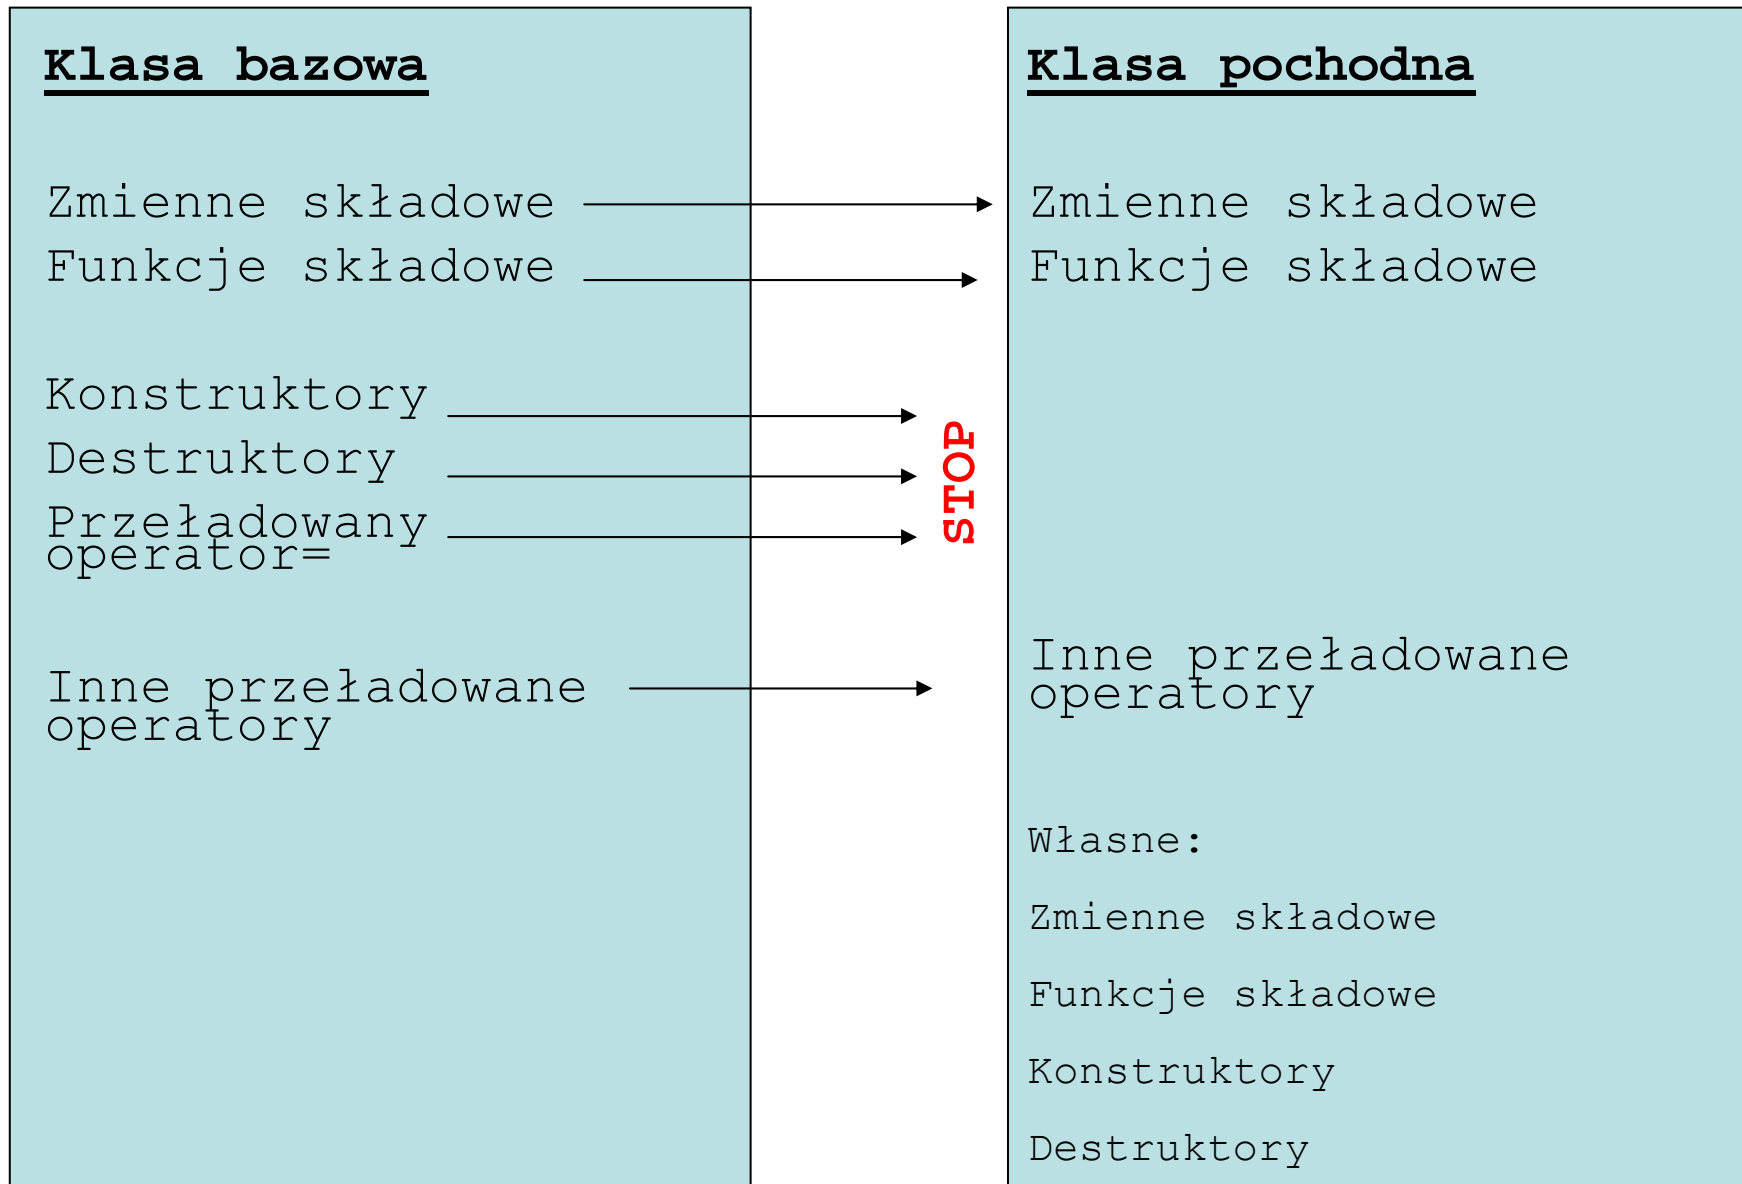 Klasa bazowa
Zmienne składowe
Funkcje składowe
Konstruktory
Destruktory
Przeładowany
operator=
Inne przeładowane
operatory
STOP
Klasa pochodna
Zmienne składowe
Funkcje składowe
Inne przeładowane
operatory
Własne:
Zmienne składowe
Funkcje składowe
Konstruktory
Destruktory